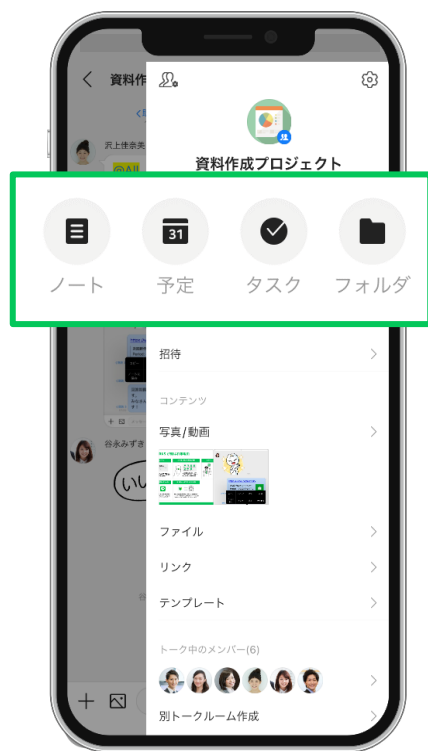 資料作
沢上佳奈美
@All
資料作成プロジェクト
31
ノート
予定
タスク
フォルダ
招待
コンテンツ
写真/動画
谷永みずき
ファイル
リンク
テンプレート
トーク中のメンバー(6)
別トークルーム作成